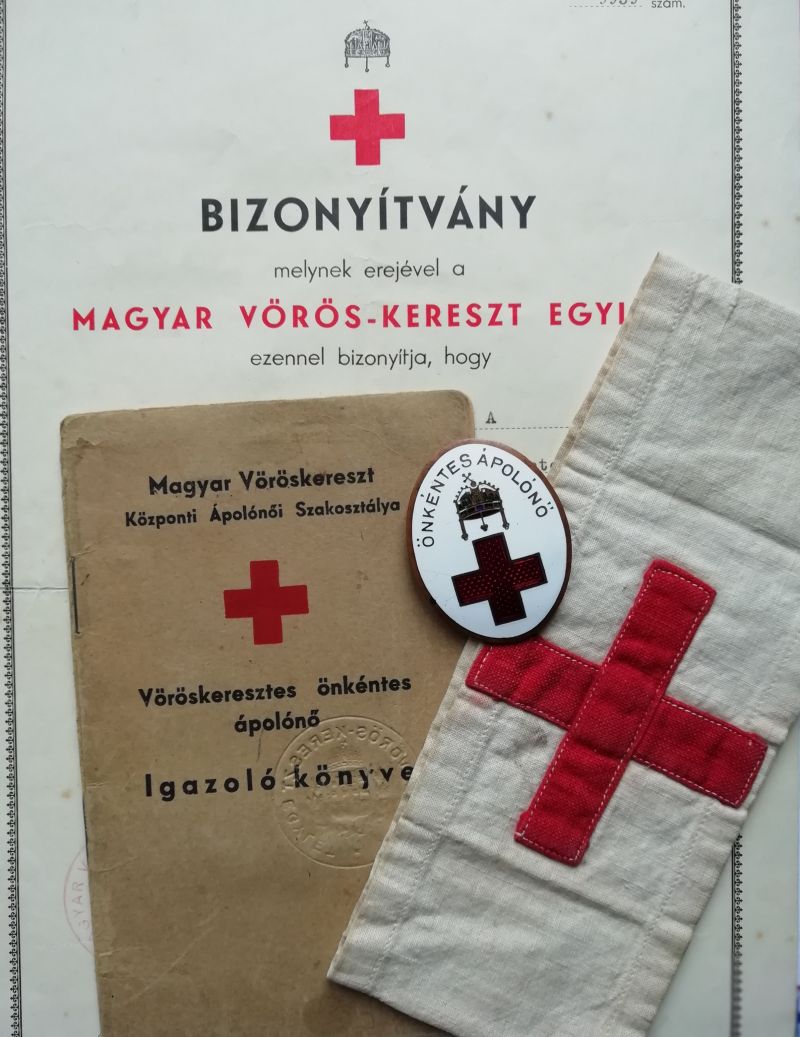 szám.
BIZONYÍTVÁNY
melynek erejével a
MAGYAR VÖRÖS-KERESZT EGYL
ezennel bizonyítja, hogy
A
Magyar Vöröskereszt
Központi Ápolónői Szakosztálya
Vöröskeresztes önkéntes
ápolónő
Igazoló könyve
ÖNKÉNTES ÁPOLÓNŐ